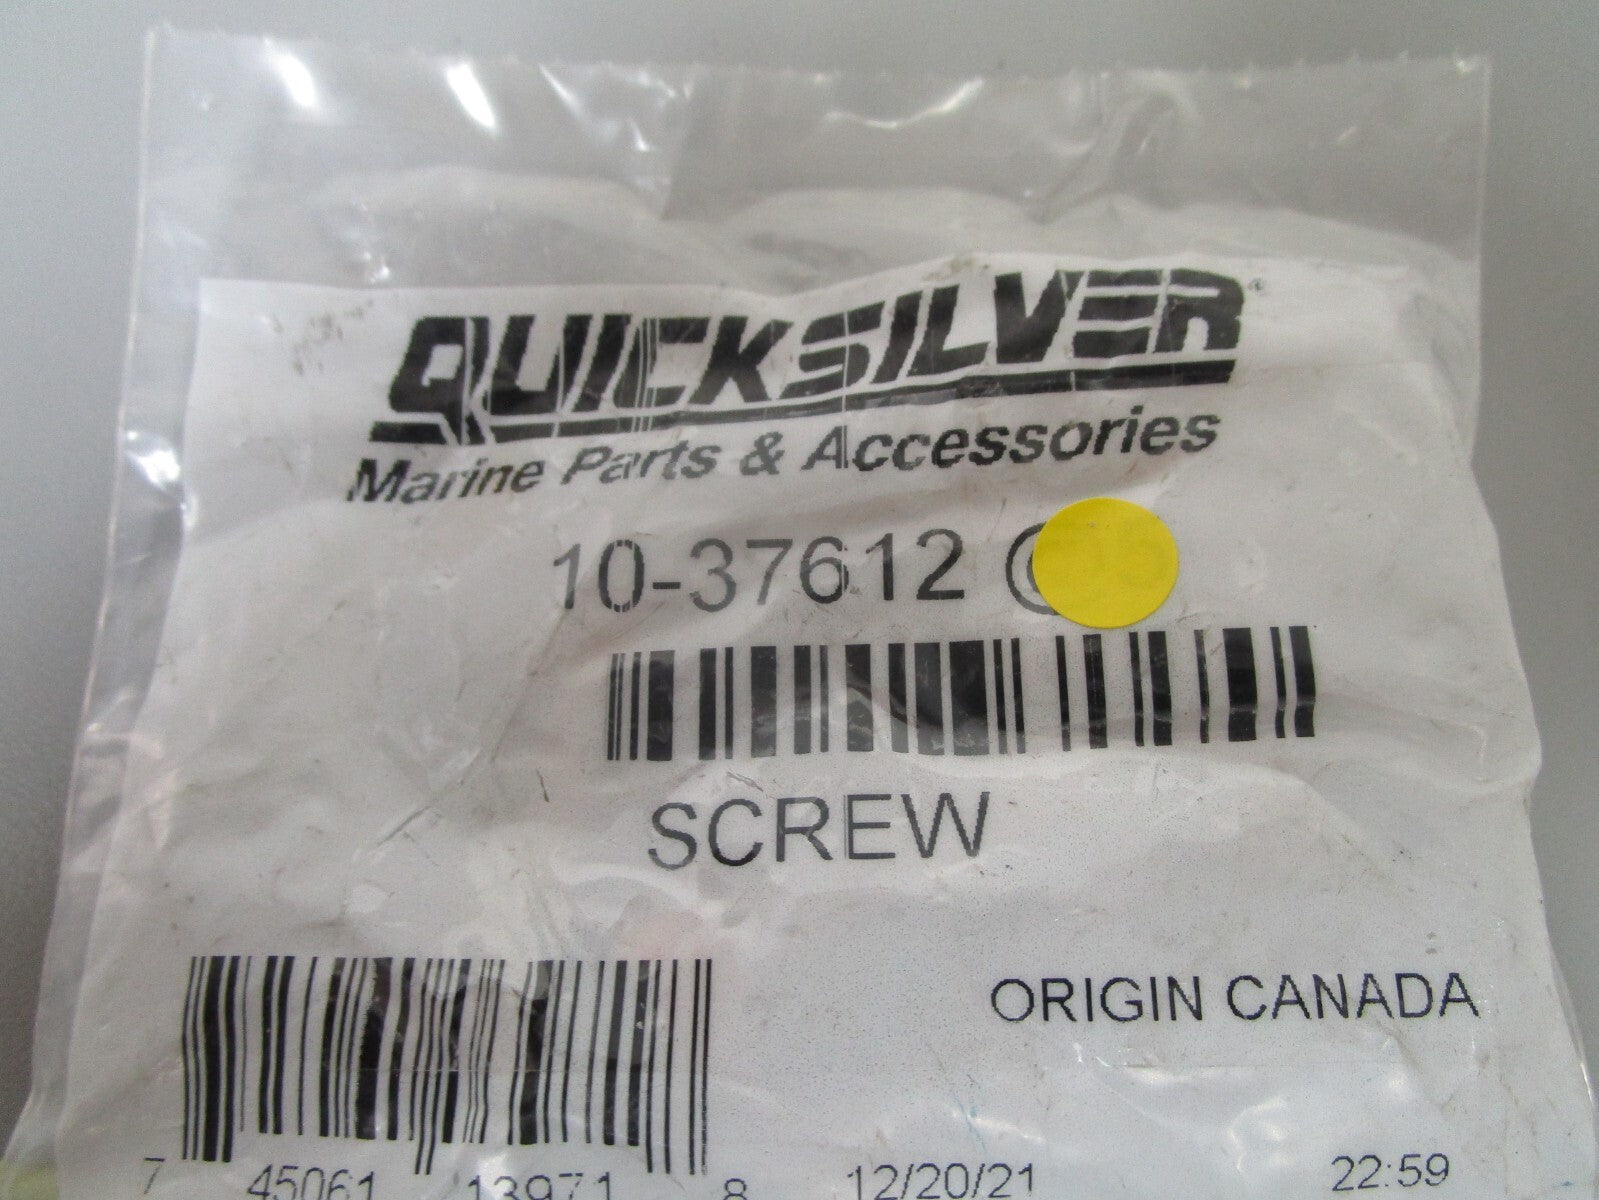 QUICKSILVER
Marine Parts & Accessories
10-37612
SCREW
ORIGIN CANADA
7 45061 13971 8
12/20/21 22:59